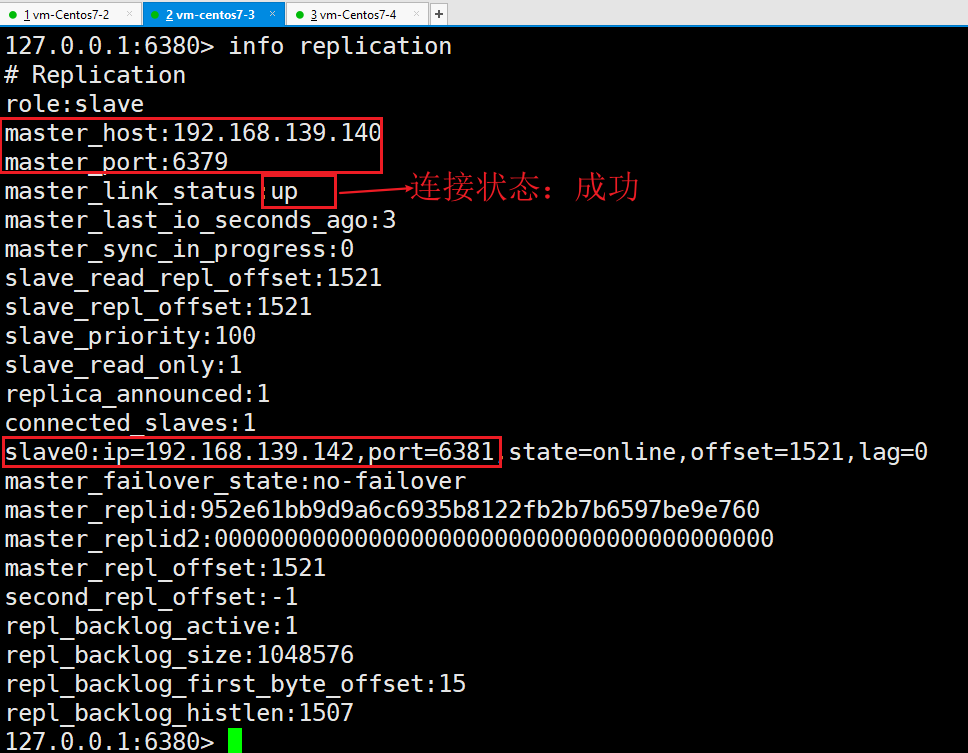 1 vm-Centos7-2 × 2 vm-centos7-3 × 3 vm-Centos7-4 × +
127.0.0.1:6380> info replication
# Replication
role:slave
master_host:192.168.139.140
master_port:6379
master_link_status:up 连接状态：成功
master_last_io_seconds_ago:3
master_sync_in_progress:0
slave_read_repl_offset:1521
slave_repl_offset:1521
slave_priority:100
slave_read_only:1
replica_announced:1
connected_slaves:1
slave0:ip=192.168.139.142,port=6381,state=online,offset=1521,lag=0
master_failover_state:no-failover
master_replid:952e61bb9d9a6c6935b8122fb2b7b6597be9e760
master_replid2:0000000000000000000000000000000000000000
master_repl_offset:1521
second_repl_offset:-1
repl_backlog_active:1
repl_backlog_size:1048576
repl_backlog_first_byte_offset:15
repl_backlog_histlen:1507
127.0.0.1:6380>